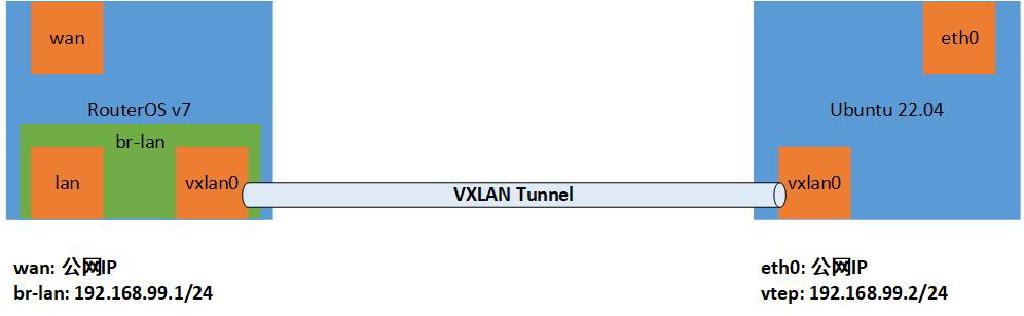 wan
eth0
RouterOS v7
Ubuntu 22.04
br-lan
lan
vxlan0
VXLAN Tunnel
vxlan0
wan: 公网IP
br-lan: 192.168.99.1/24
eth0: 公网IP
vtep: 192.168.99.2/24